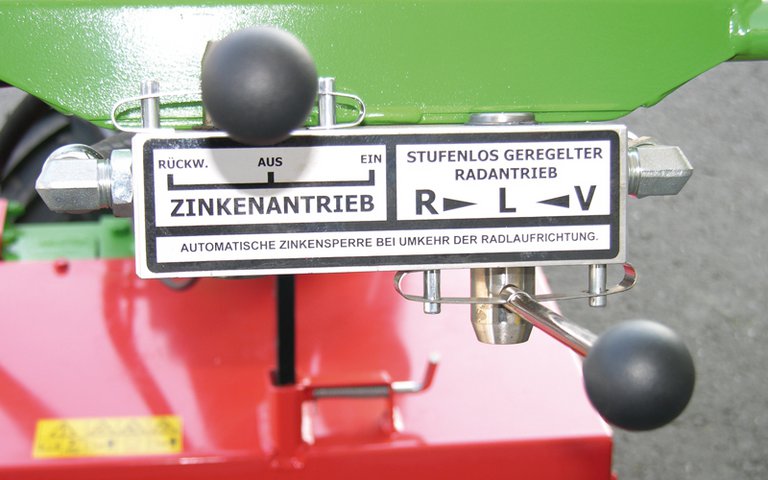 RÜCKW. AUS EIN
ZINKENANTRIEB
STUFENLOS GEREGELTER
RADANTRIEB
R L V
AUTOMATISCHE ZINKENSPERRE BEI UMKEHR DER RADLAUFRICHTUNG.